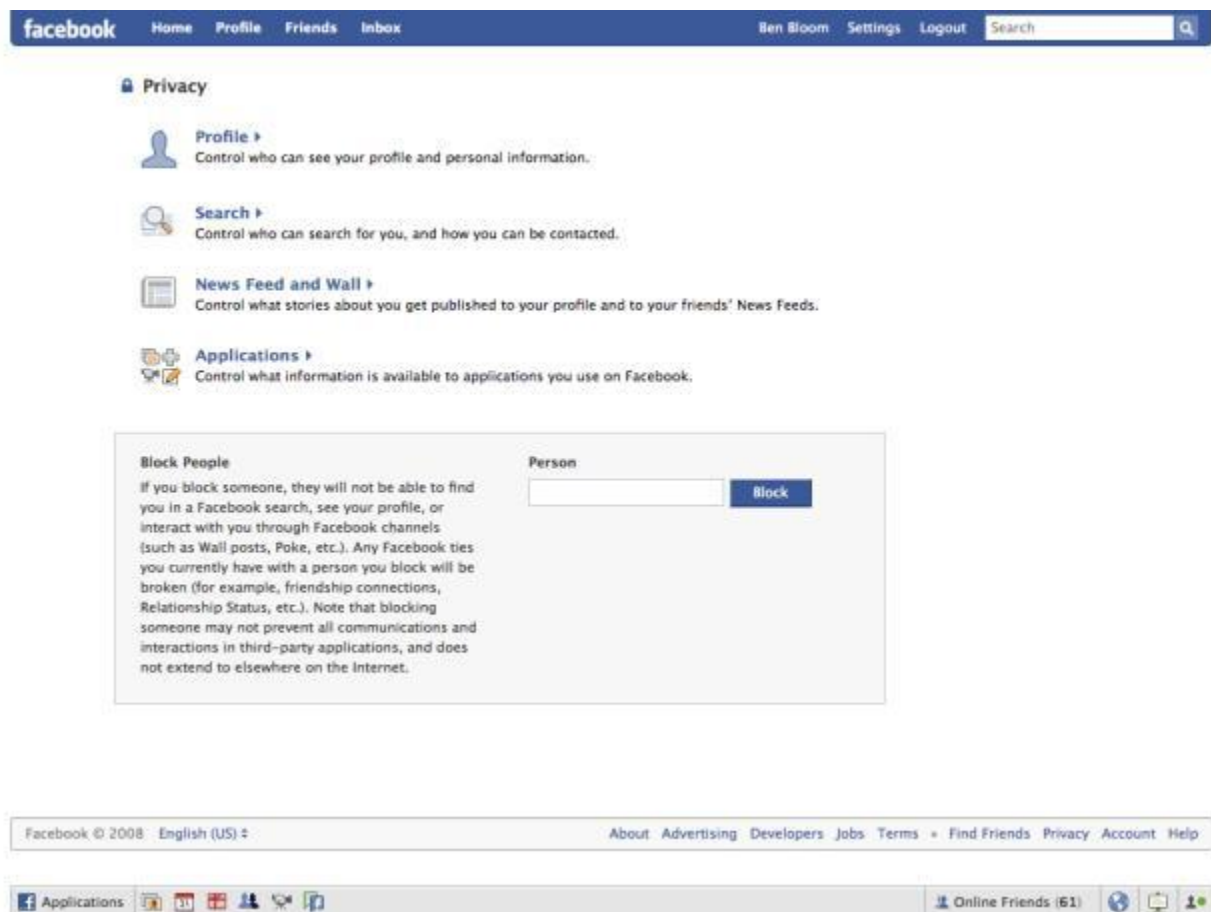 facebook Home Profile Friends Inbox Ben Bloom Settings Logout Search
Privacy
Profile
Control who can see your profile and personal information.
Search
Control who can search for you, and how you can be contacted.
News Feed and Wall
Control what stories about you get published to your profile and to your friends' News Feeds.
Applications
Control what information is available to applications you use on Facebook.
Block People
If you block someone, they will not be able to find
you in a Facebook search, see your profile, or
interact with you through Facebook channels
(such as Wall posts, Poke, etc.). Any Facebook ties
you currently have with a person you block will be
broken (for example, friendship connections,
Relationship Status, etc.). Note that blocking
someone may not prevent all communications and
interactions in third-party applications, and does
not extend to elsewhere on the Internet.
Person
Block
Facebook © 2008 English (US) About Advertising Developers Jobs Terms • Find Friends Privacy Account Help
Applications 31 Online Friends (61)